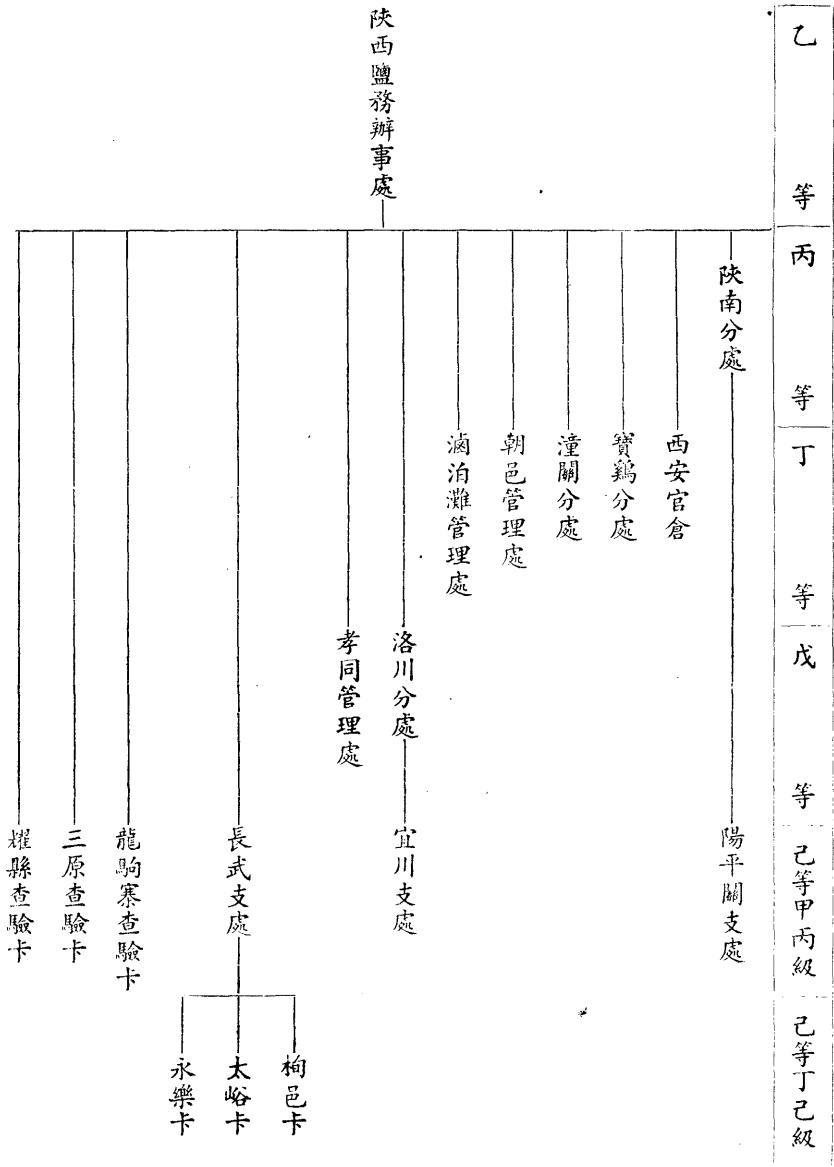 乙等
丙等
丁等
戊等
己等甲丙級
己等丁己級
陝西鹽務辦事處
陝南分處
陽平關支處
西安官倉
寶鷄分處
潼關分處
朝邑管理處
滷泊灘管理處
洛川分處
宜川支處
孝同管理處
長武支處
栒邑卡
太峪卡
永樂卡
龍駒寨查驗卡
三原查驗卡
耀縣查驗卡